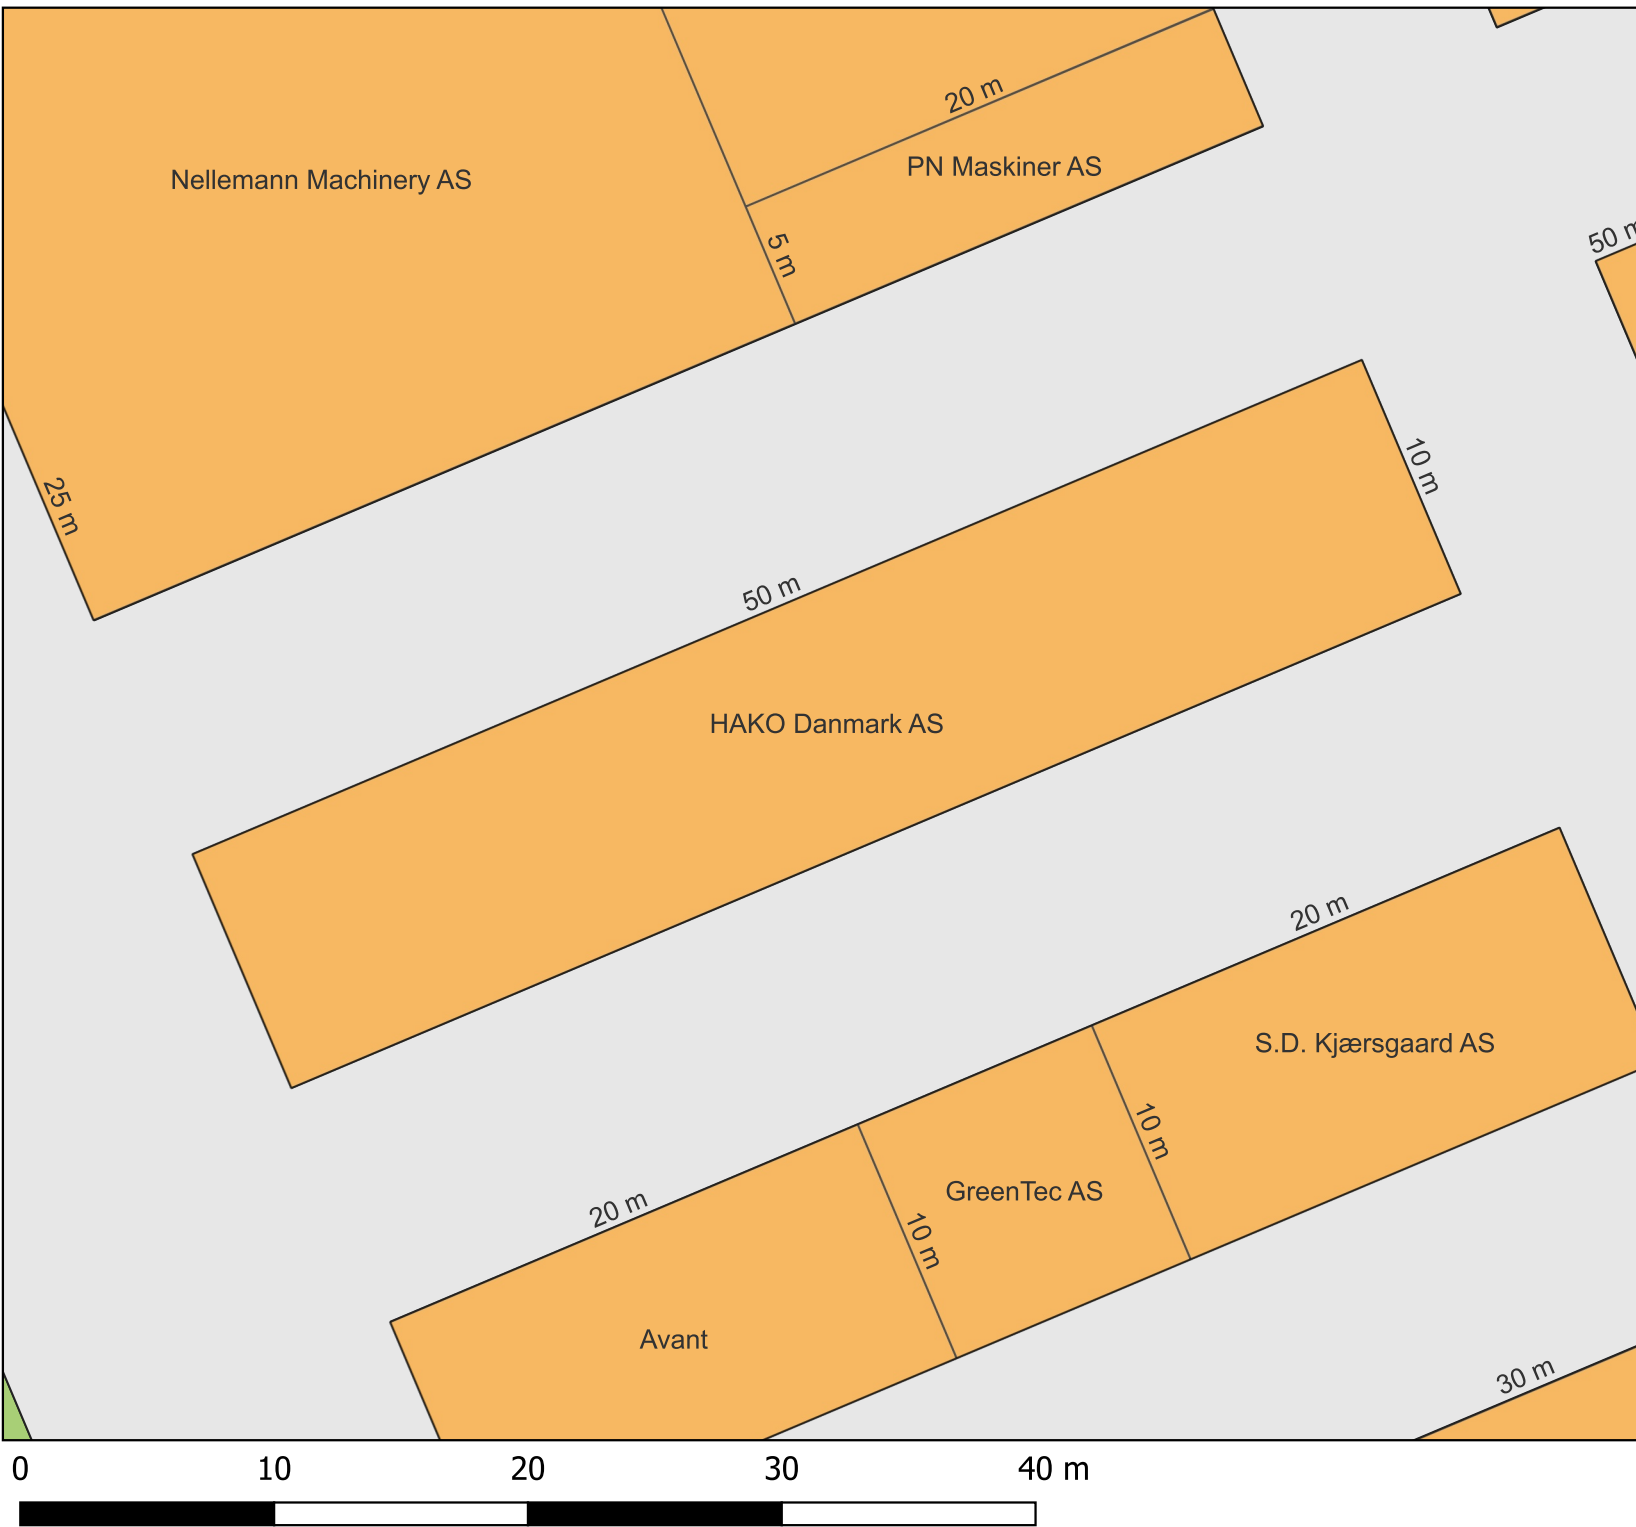 20 m
PN Maskiner AS
Nellemann Machinery AS
5 m
50 m
25 m
10 m
50 m
HAKO Danmark AS
20 m
S.D. Kjærsgaard AS
10 m
GreenTec AS
20 m
10 m
Avant
30 m
0 10 20 30 40 m